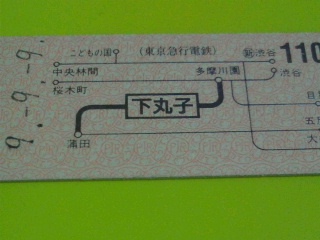 9.-9.-9.
こどもの国 (東京急行電鉄) 渋谷 110
中央林間 多摩川園 渋谷
桜木町
下丸子
蒲田